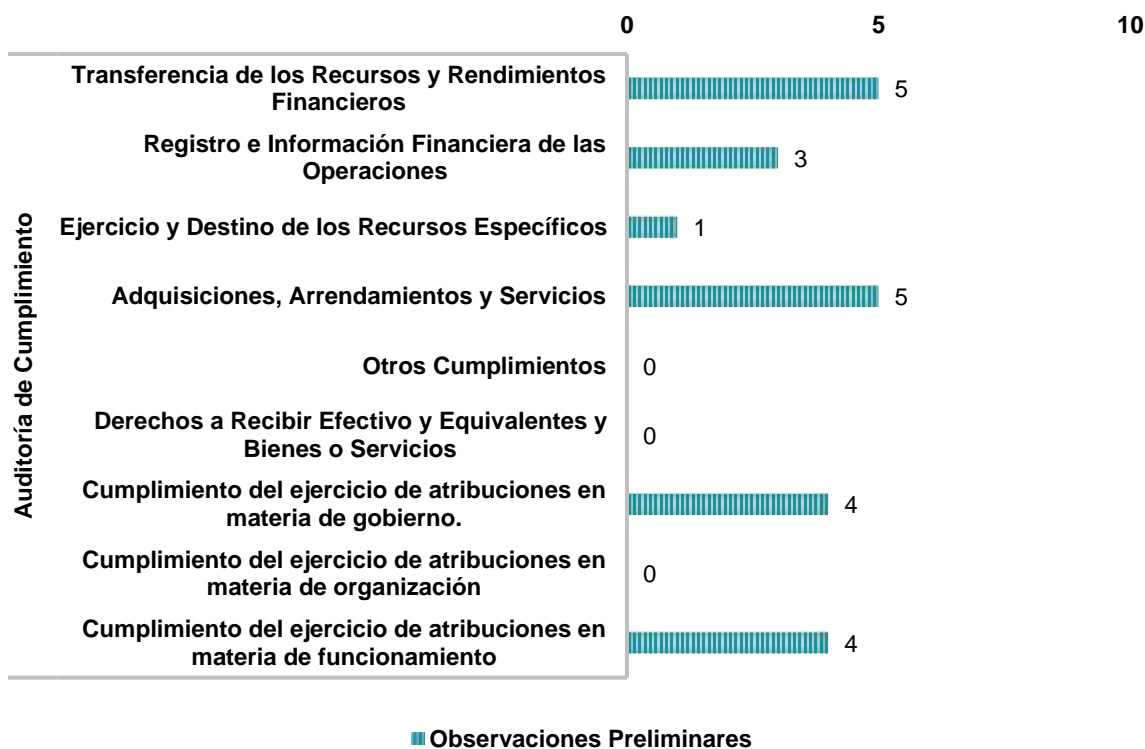 0 5 10
Transferencia de los Recursos y Rendimientos
Financieros
5
Registro e Información Financiera de las
Operaciones
3
Ejercicio y Destino de los Recursos Específicos
1
Adquisiciones, Arrendamientos y Servicios
5
Otros Cumplimientos
0
Derechos a Recibir Efectivo y Equivalentes y
Bienes o Servicios
0
Cumplimiento del ejercicio de atribuciones en
materia de gobierno.
4
Cumplimiento del ejercicio de atribuciones en
materia de organización
0
Cumplimiento del ejercicio de atribuciones en
materia de funcionamiento
4
Auditoría de Cumplimiento
Observaciones Preliminares